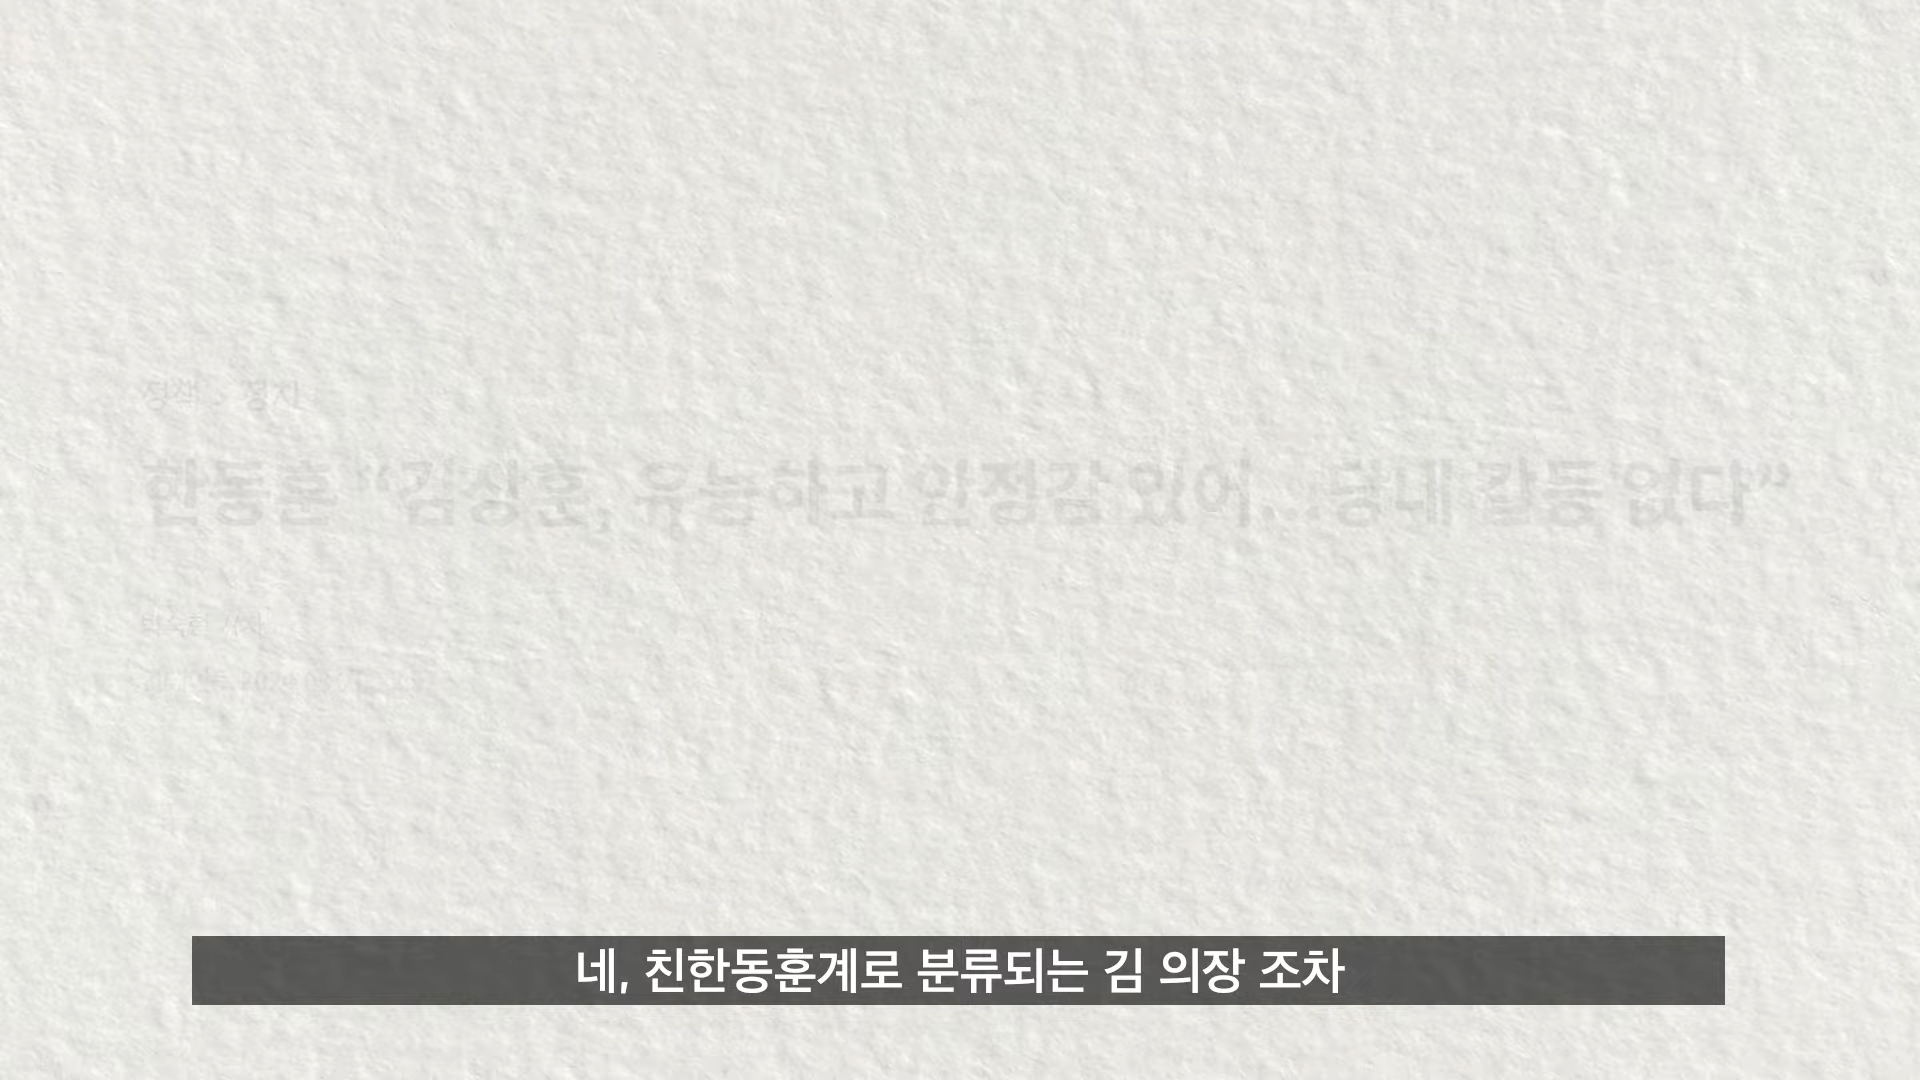 한동훈 “김상훈, 유능하고 안정감 있어...당내 갈등 없다”
네, 친한동훈계로 분류되는 김 의장 조차